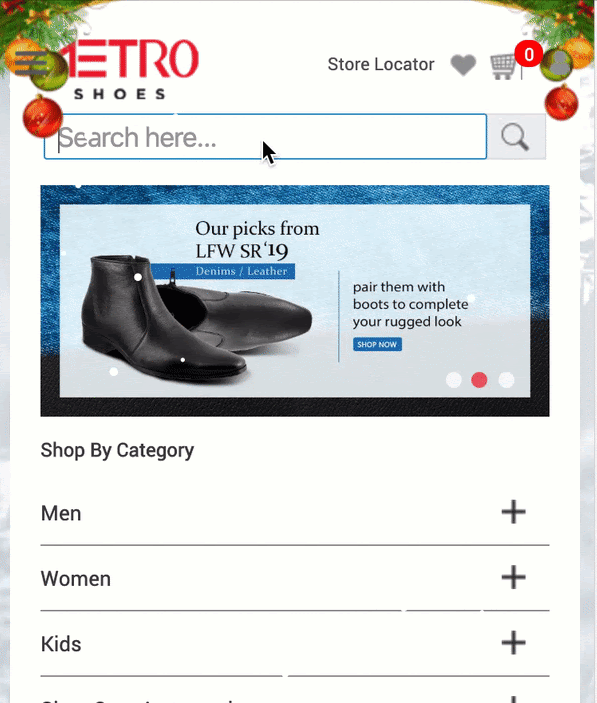 METRO
SHOES
Store Locator
0
Search here...
Our picks from
LFW SR '19
Denims / Leather
pair them with
boots to complete
your rugged look
SHOP NOW
Shop By Category
Men
Women
Kids